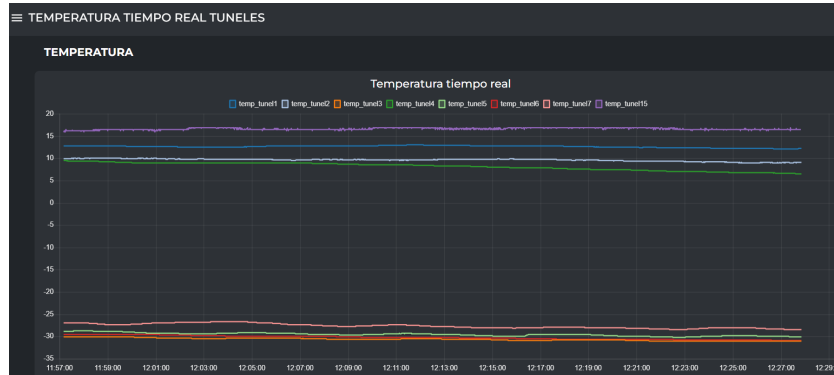 TEMPERATURA TIEMPO REAL TUNELES
TEMPERATURA
Temperatura tiempo real
temp_tunel1 temp_tunel2 temp_tunel3 temp_tunel4 temp_tunel5 temp_tunel6 temp_tunel7 temp_tunel15
20
15
10
5
0
-5
-10
-15
-20
-25
-30
-35
11:57:00 11:59:00 12:01:00 12:03:00 12:05:00 12:07:00 12:09:00 12:11:00 12:13:00 12:15:00 12:17:00 12:19:00 12:21:00 12:23:00 12:25:00 12:27:00 12:29